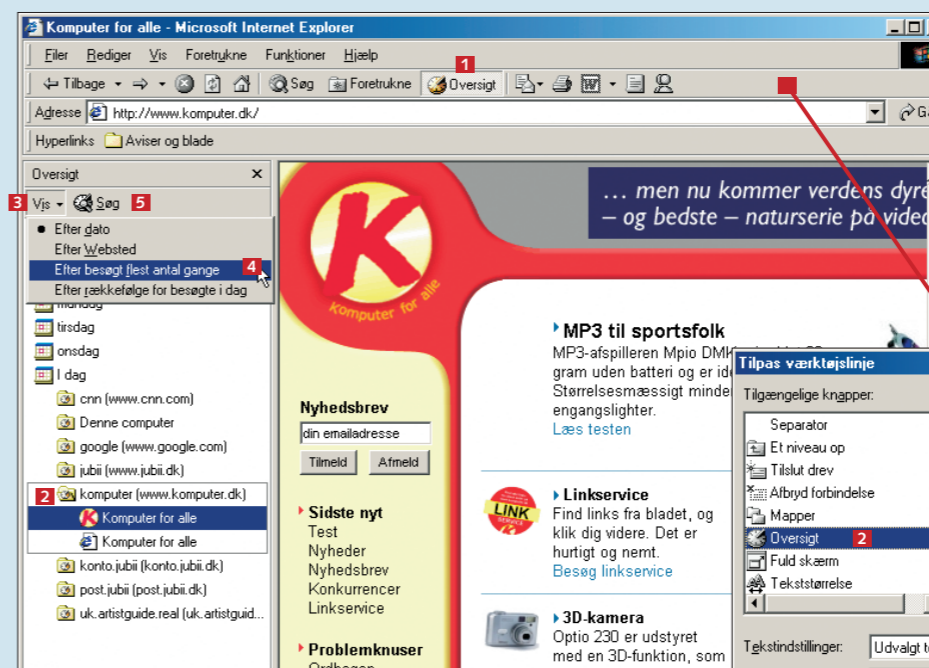 Komputer for alle - Microsoft Internet Explorer
Filer Rediger Vis Foretrukne Funktioner Hjælp
1
Tilbage Søg Foretrukne Oversigt
Adresse http://www.komputer.dk/
Hyperlinks Aviser og blade
Oversigt
3 Vis Søg 5
Efter dato
Efter Websted
Efter besøgt flest antal gange 4
Efter rækkefølge for besøgte i dag
mandag
tirsdag
onsdag
I dag
cnn (www.cnn.com)
Denne computer
google (www.google.com)
jubii (www.jubii.dk)
2 komputer (www.komputer.dk)
Komputer for alle
Komputer for alle
konto.jubii (konto.jubii.dk)
post.jubii (post.jubii.dk)
uk.artistguide.real (uk.artistguid...
... men nu kommer verdens dyre
– og bedste – naturserie på video
K
Komputer for alle
Nyhedsbrev
din emailadresse
Tilmeld Afmeld
Sidste nyt
Test
Nyheder
Nyhedsbrev
Konkurrencer
Linkservice
Problemknuser
Ordbogen
MP3 til sportsfolk
MP3-afspilleren Mpio
gram uden batteri og er
Størrelsesmæssigt minder
engangslighter.
Læs testen
LINK
Linkservice
Find links fra bladet, og
klik dig videre. Det er
hurtigt og nemt.
Besøg linkservice
3D-kamera
Optio 230 er udstyret
med en 3D-funktion, som
Tilpas værktøjslinje
Tilgængelige knapper:
Separator
Et niveau op
Tilslut drev
Afbryd forbindelse
Mapper
Oversigt 2
Fuld skærm
Tekststørrelse
Tekstindstillinger: Udvalgt